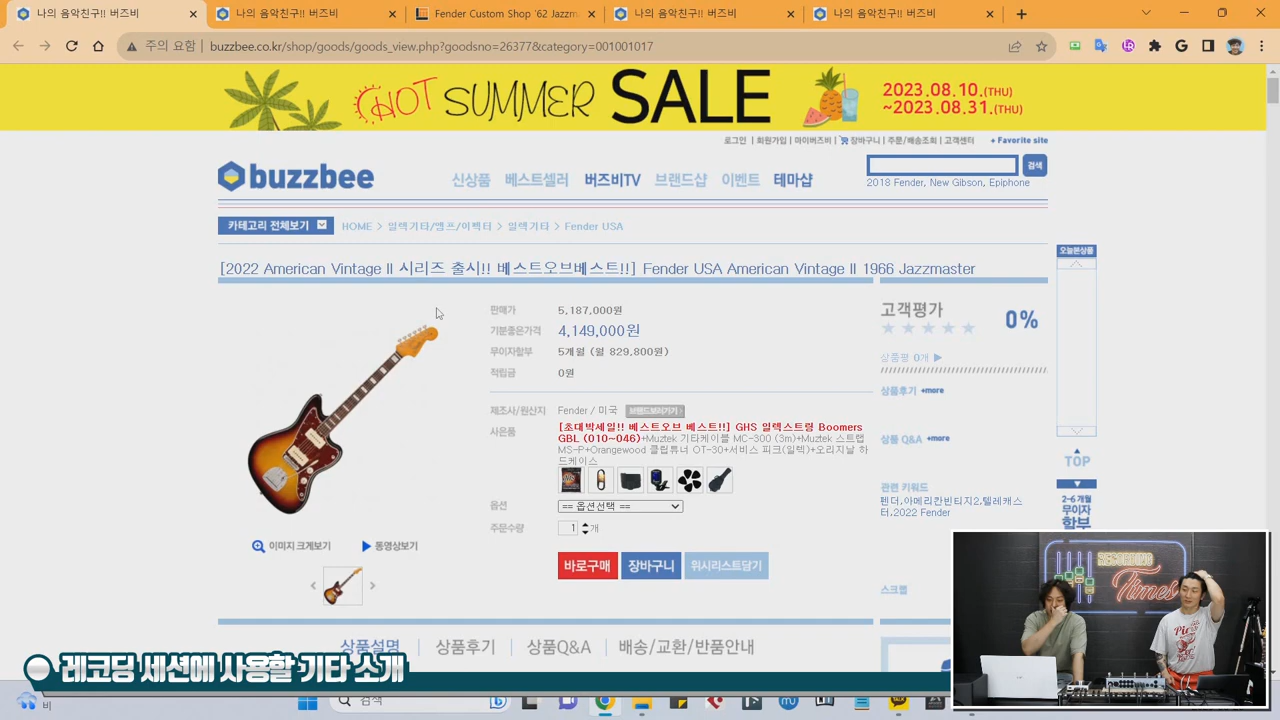 나의 음악친구!! 버즈비
나의 음악친구!! 버즈비
Fender Custom Shop '62 Jazzm
나의 음악친구!! 버즈비
나의 음악친구!! 버즈비
주의 요함
buzzbee.co.kr/shop/goods/goods_view.php?goodsno=26377&category=001001017
HOT SUMMER SALE
2023.08.10.(THU)
~2023.08.31.(THU)
로그인 | 회원가입 | 마이버즈비 | 장바구니 | 주문/배송조회 | 고객센터
+ Favorite site
buzzbee
신상품 베스트셀러 버즈비TV 브랜드샵 이벤트 테마샵
검색
2018 Fender, New Gibson, Epiphone
카테고리 전체보기
HOME > 일렉기타/앰프/이펙터 > 일렉기타 > Fender USA
오늘본상품
[2022 American Vintage II 시리즈 출시!! 베스트오브베스트!!] Fender USA American Vintage II 1966 Jazzmaster
판매가 5,187,000원
기분좋은가격 4,149,000원
무이자할부 5개월 (월 829,800원)
적립금 0원
고객평가
0%
상품평 0개 ▶
상품후기 +more
제조사/원산지 Fender / 미국 브랜드보러가기
사은품 [초대박세일!! 베스트오브 베스트!!] GHS 일렉스트링 Boomers
GBL (010~046)+Muztek 기타케이블 MC-300 (3m)+Muztek 스트랩
MS-P+Orangewood 클립튜너 OT-30+서비스 피크(일렉)+오리지날 하
드케이스
상품 Q&A +more
TOP
관련 키워드
펜더,아메리칸빈티지2,텔레캐스
터,2022 Fender
2~6 개월
무이자
할부
옵션 == 옵션선택 ==
주문수량 1 개
이미지 크게보기
동영상보기
바로구매 장바구니 위시리스트담기
스크랩
상품설명 | 상품후기 | 상품Q&A | 배송/교환/반품안내
RECORDING
Times
레코딩 세션에 사용할 기타 소개
비
검색